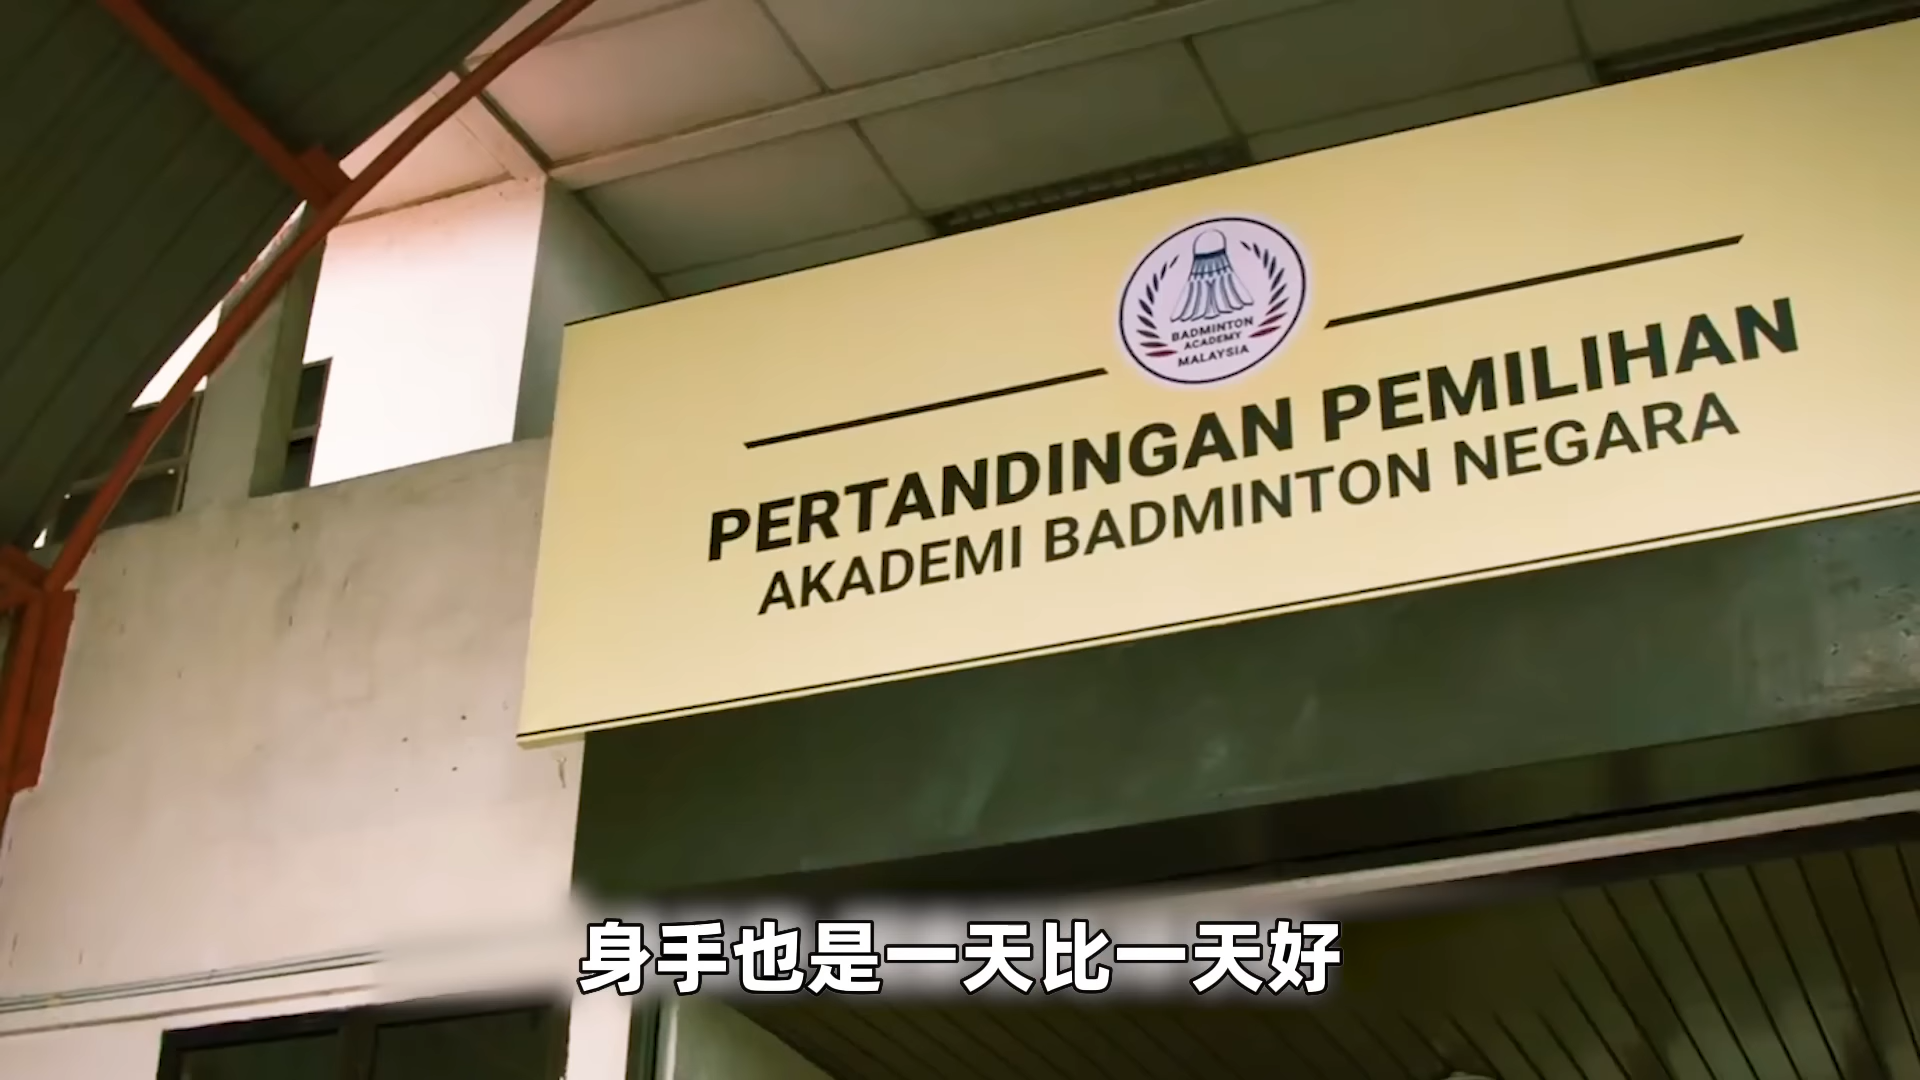 BADMINTON
ACADEMY
MALAYSIA
PERTANDINGAN PEMILIHAN
AKADEMI BADMINTON NEGARA
身手也是一天比一天好